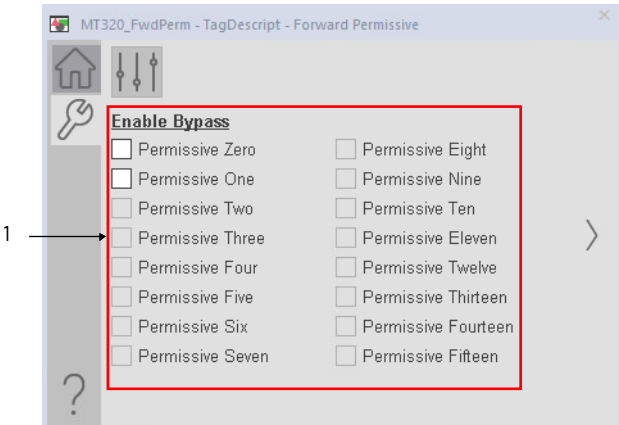 MT320_FwdPerm - TagDescript - Forward Permissive
Enable Bypass
Permissive Zero
Permissive One
Permissive Two
Permissive Three
Permissive Four
Permissive Five
Permissive Six
Permissive Seven
Permissive Eight
Permissive Nine
Permissive Ten
Permissive Eleven
Permissive Twelve
Permissive Thirteen
Permissive Fourteen
Permissive Fifteen
1
?